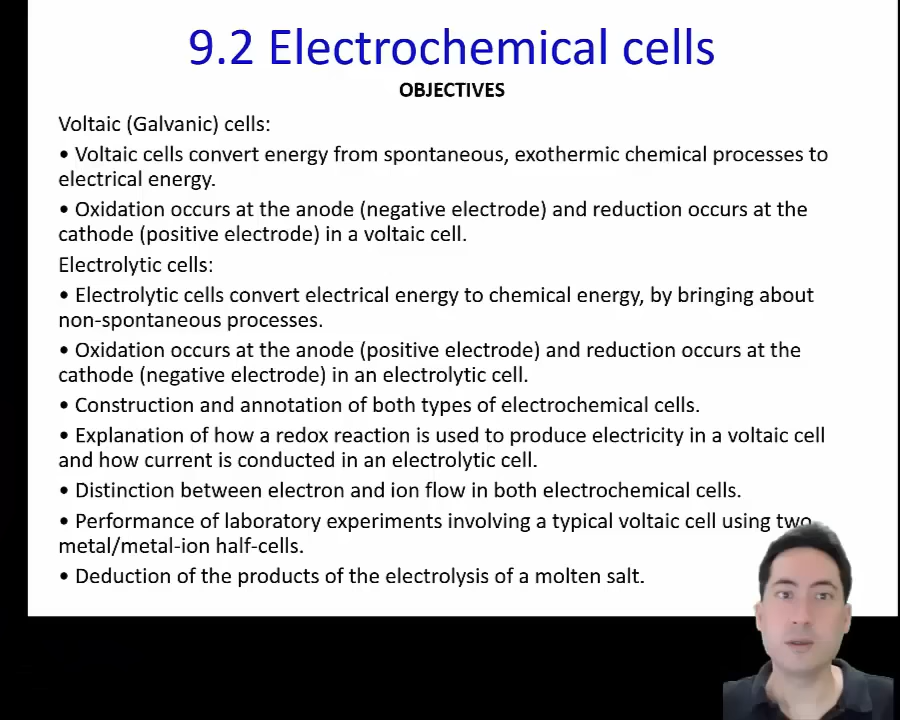 9.2 Electrochemical cells
OBJECTIVES
Voltaic (Galvanic) cells:
• Voltaic cells convert energy from spontaneous, exothermic chemical processes to
electrical energy.
• Oxidation occurs at the anode (negative electrode) and reduction occurs at the
cathode (positive electrode) in a voltaic cell.
Electrolytic cells:
• Electrolytic cells convert electrical energy to chemical energy, by bringing about
non-spontaneous processes.
• Oxidation occurs at the anode (positive electrode) and reduction occurs at the
cathode (negative electrode) in an electrolytic cell.
• Construction and annotation of both types of electrochemical cells.
• Explanation of how a redox reaction is used to produce electricity in a voltaic cell
and how current is conducted in an electrolytic cell.
• Distinction between electron and ion flow in both electrochemical cells.
• Performance of laboratory experiments involving a typical voltaic cell using two
metal/metal-ion half-cells.
• Deduction of the products of the electrolysis of a molten salt.